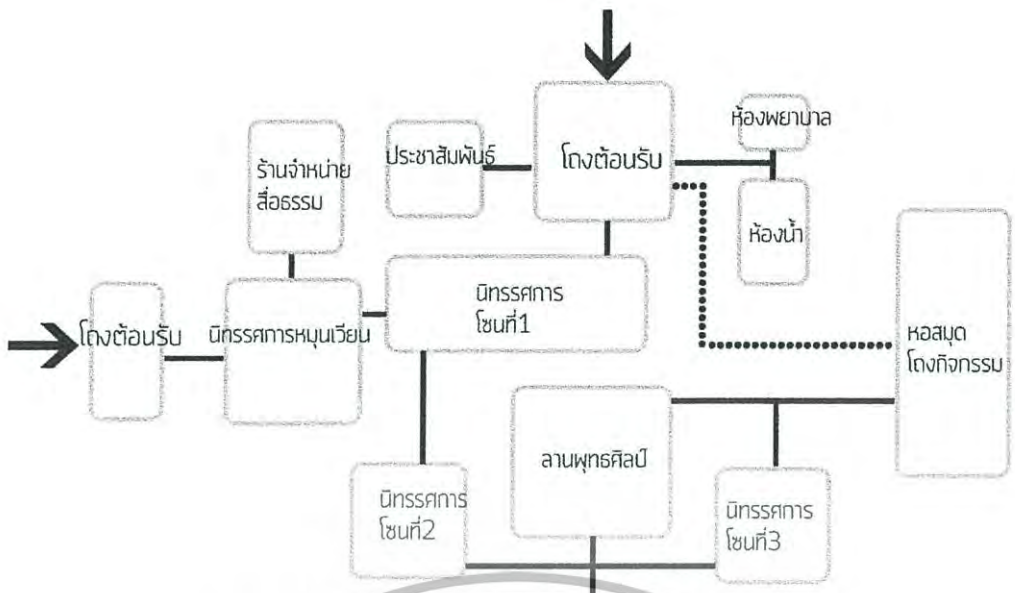 ห้องพยาบาล
ประชาสัมพันธ์
โถงต้อนรับ
ร้านจำหน่าย
สื่อธรรม
ห้องน้ำ
นิทรรศการ
โซนที่1
โถงต้อนรับ
นิทรรศการหมุนเวียน
หอสมุด
โถงกิจกรรม
ลานพุทธศิลป์
นิทรรศการ
โซนที่2
นิทรรศการ
โซนที่3